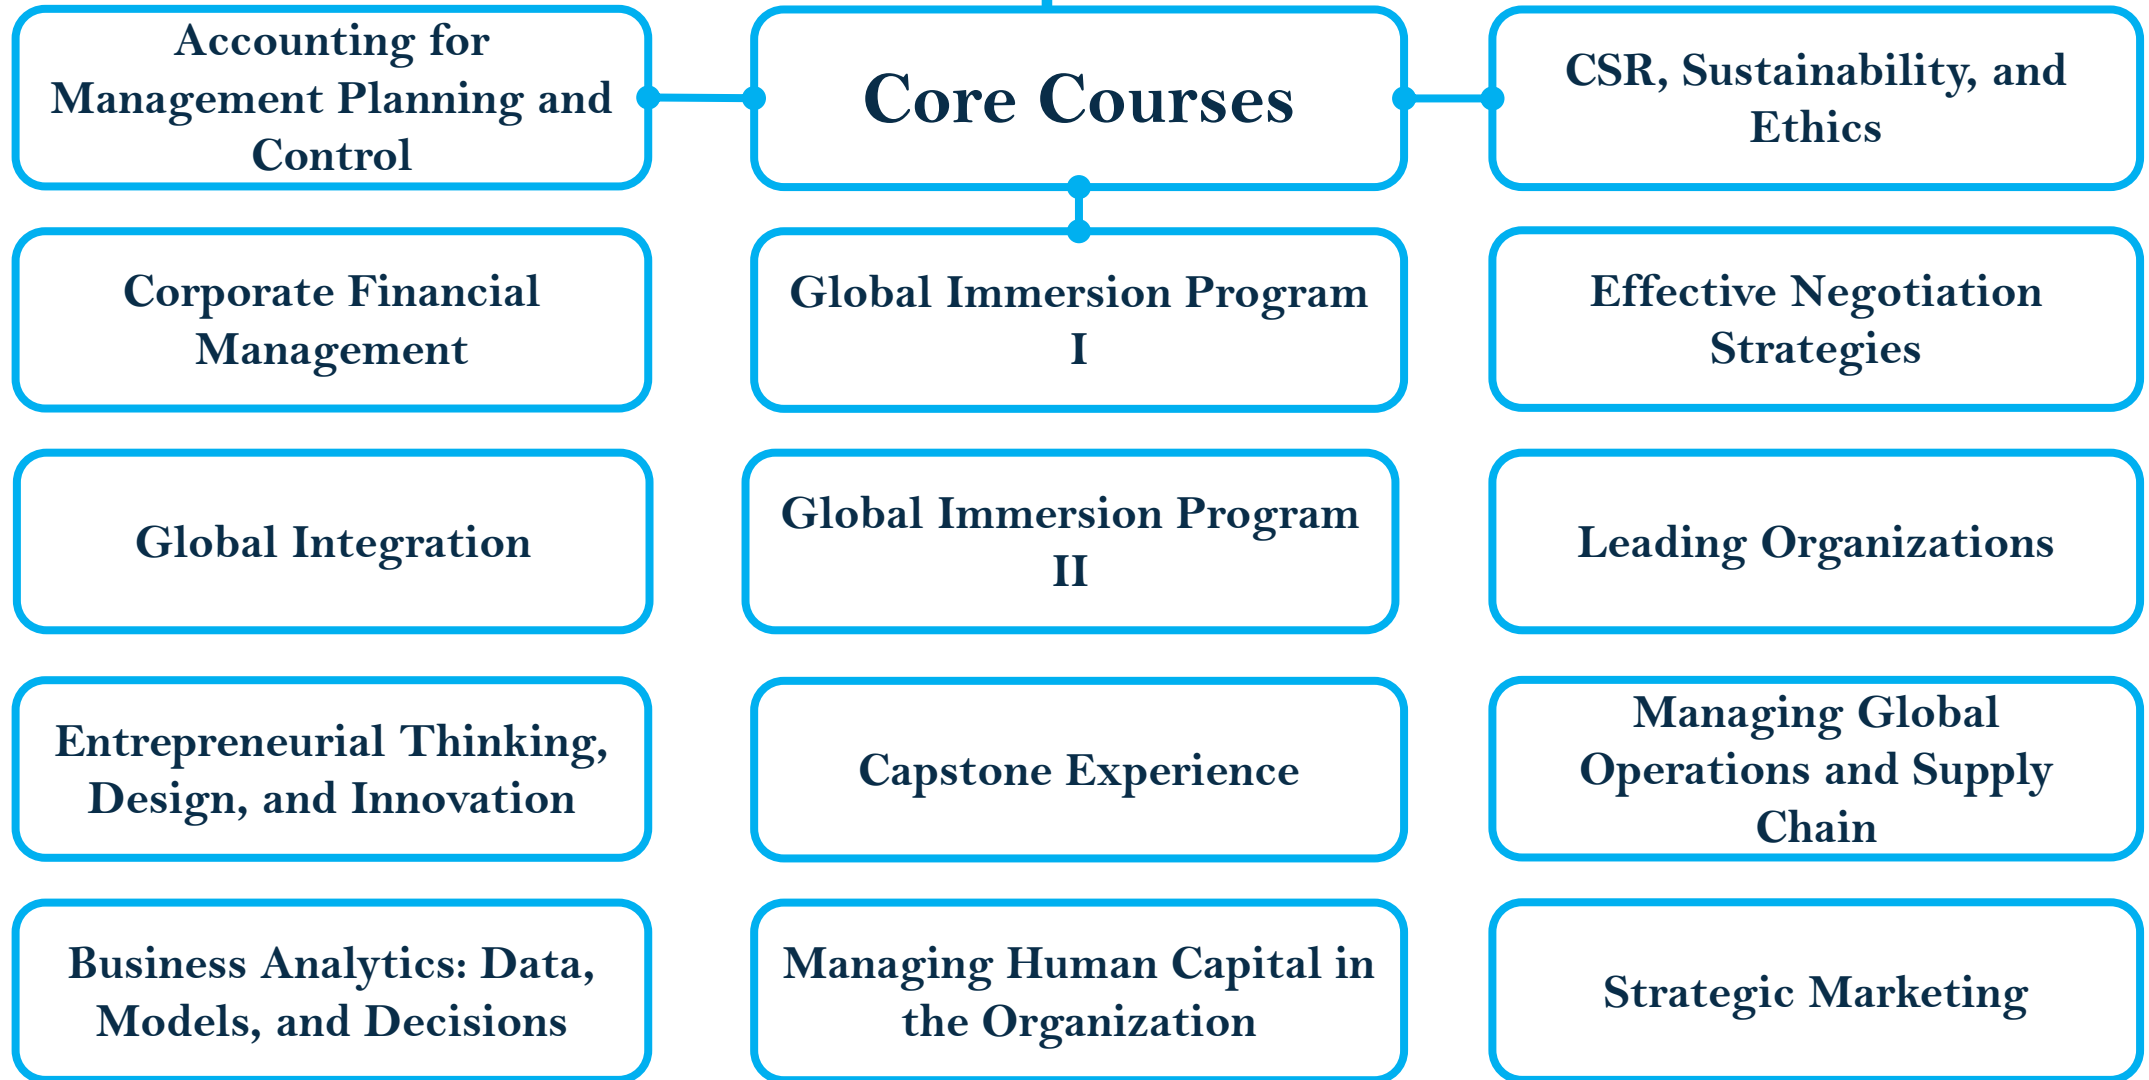 Accounting for
Management Planning and
Control
Core Courses
CSR, Sustainability, and
Ethics
Corporate Financial
Management
Global Immersion Program
I
Effective Negotiation
Strategies
Global Integration
Global Immersion Program
II
Leading Organizations
Entrepreneurial Thinking,
Design, and Innovation
Capstone Experience
Managing Global
Operations and Supply
Chain
Business Analytics: Data,
Models, and Decisions
Managing Human Capital in
the Organization
Strategic Marketing